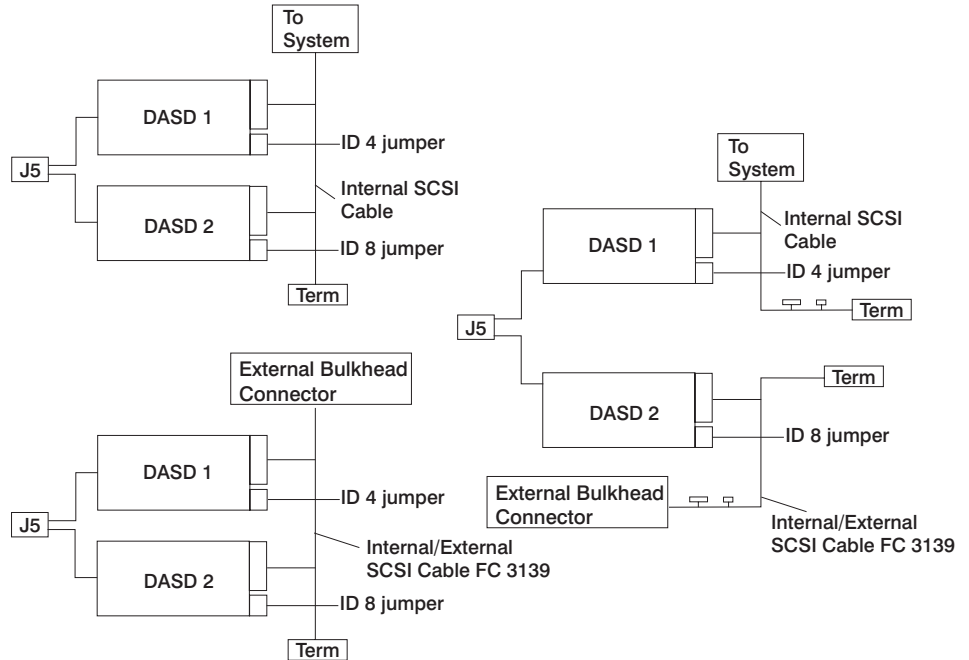 To
System
DASD 1
ID 4 jumper
J5
Internal SCSI
Cable
DASD 2
ID 8 jumper
Term
External Bulkhead
Connector
DASD 1
ID 4 jumper
J5
Internal/External
SCSI Cable FC 3139
DASD 2
ID 8 jumper
Term
To
System
Internal SCSI
Cable
DASD 1
ID 4 jumper
Term
J5
Term
DASD 2
ID 8 jumper
External Bulkhead
Connector
Internal/External
SCSI Cable FC 3139